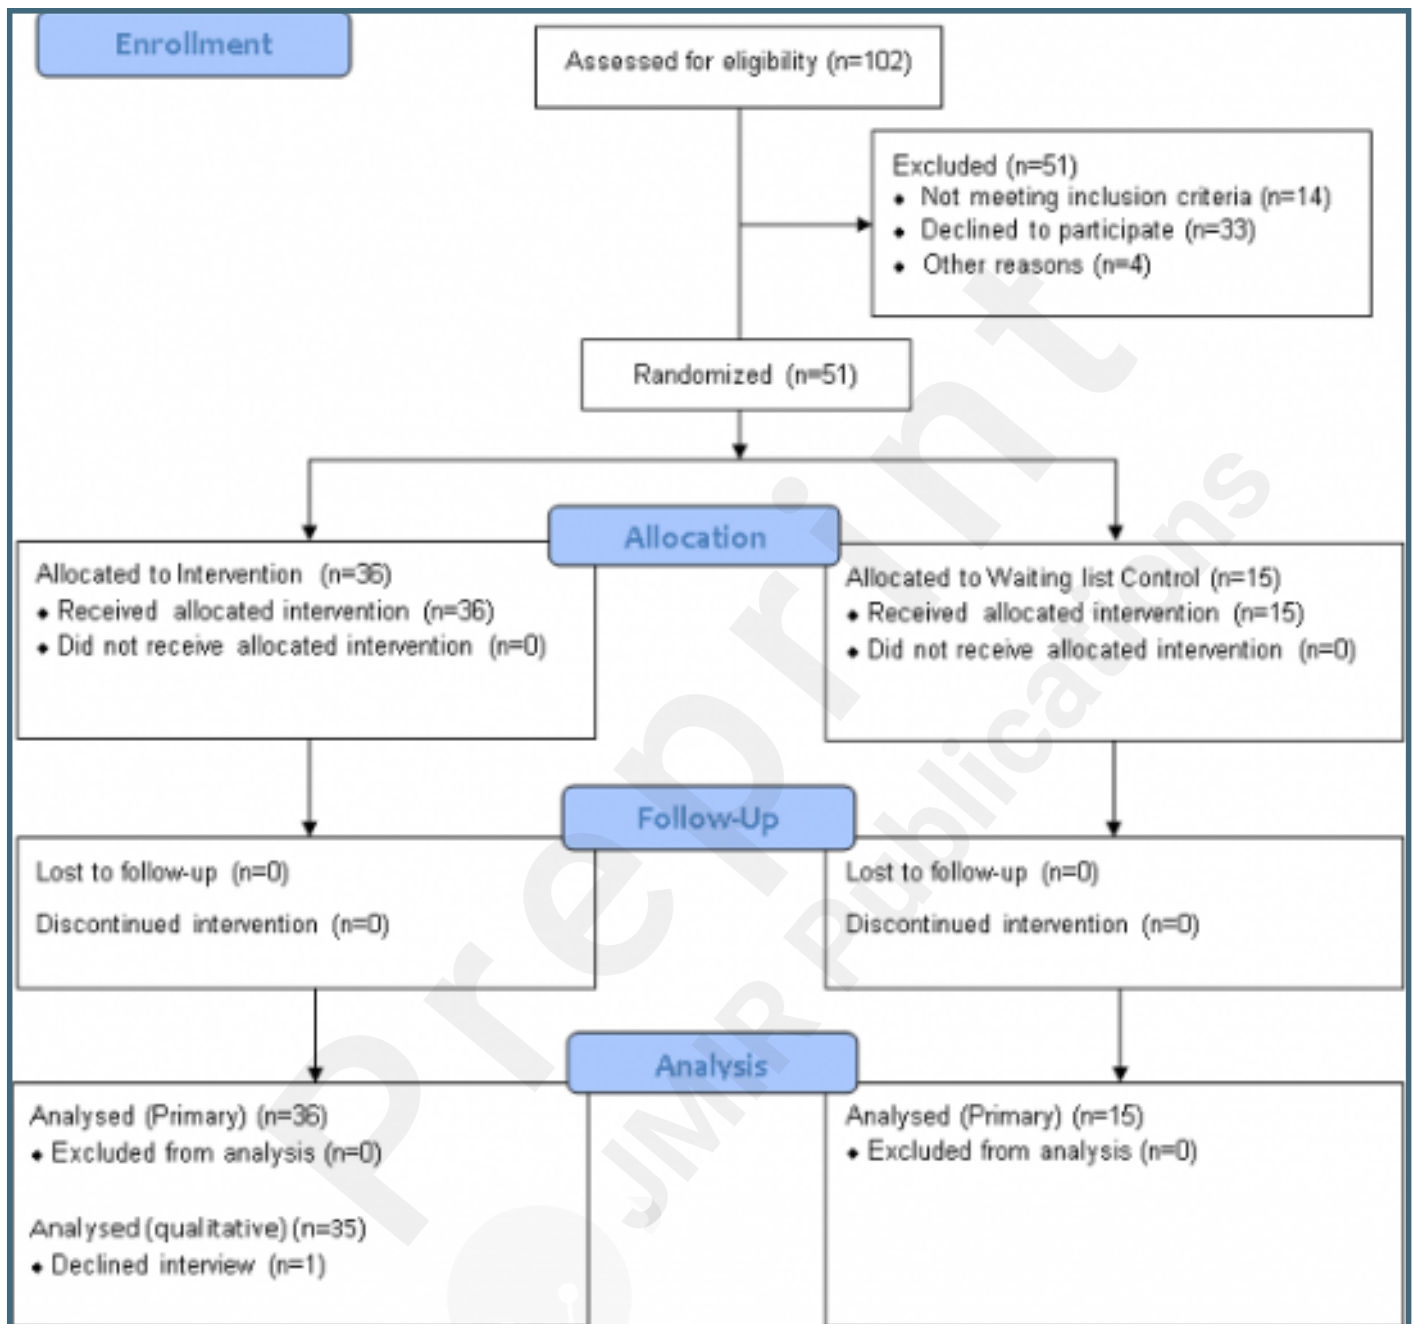 Enrollment
Assessed for eligibility (n=102)
Excluded (n=51)
• Not meeting inclusion criteria (n=14)
• Declined to participate (n=33)
• Other reasons (n=4)
Randomized (n=51)
Allocation
Allocated to Intervention (n=36)
• Received allocated intervention (n=36)
• Did not receive allocated intervention (n=0)
Allocated to Waiting list Control (n=15)
• Received allocated intervention (n=15)
• Did not receive allocated intervention (n=0)
Follow-Up
Lost to follow-up (n=0)
Discontinued intervention (n=0)
Lost to follow-up (n=0)
Discontinued intervention (n=0)
Analysis
Analysed (Primary) (n=36)
• Excluded from analysis (n=0)
Analysed (qualitative) (n=35)
• Declined interview (n=1)
Analysed (Primary) (n=15)
• Excluded from analysis (n=0)
Preprint
JMIR Publications